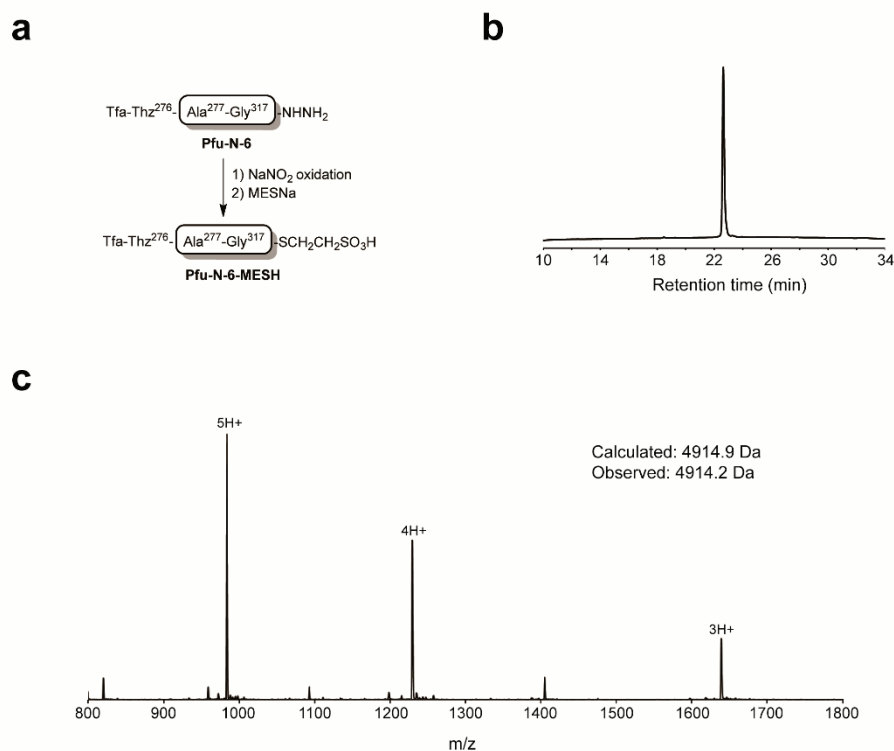 a
Tfa-Thz276- Ala277-Gly317 -NHNH2
Pfu-N-6
1) NaNO2 oxidation
2) MESNa
Tfa-Thz276- Ala277-Gly317 -SCH2CH2SO3H
Pfu-N-6-MESH
b
10 14 18 22 26 30 34
Retention time (min)
c
5H+
4H+
3H+
Calculated: 4914.9 Da
Observed: 4914.2 Da
800 900 1000 1100 1200 1300 1400 1500 1600 1700 1800
m/z